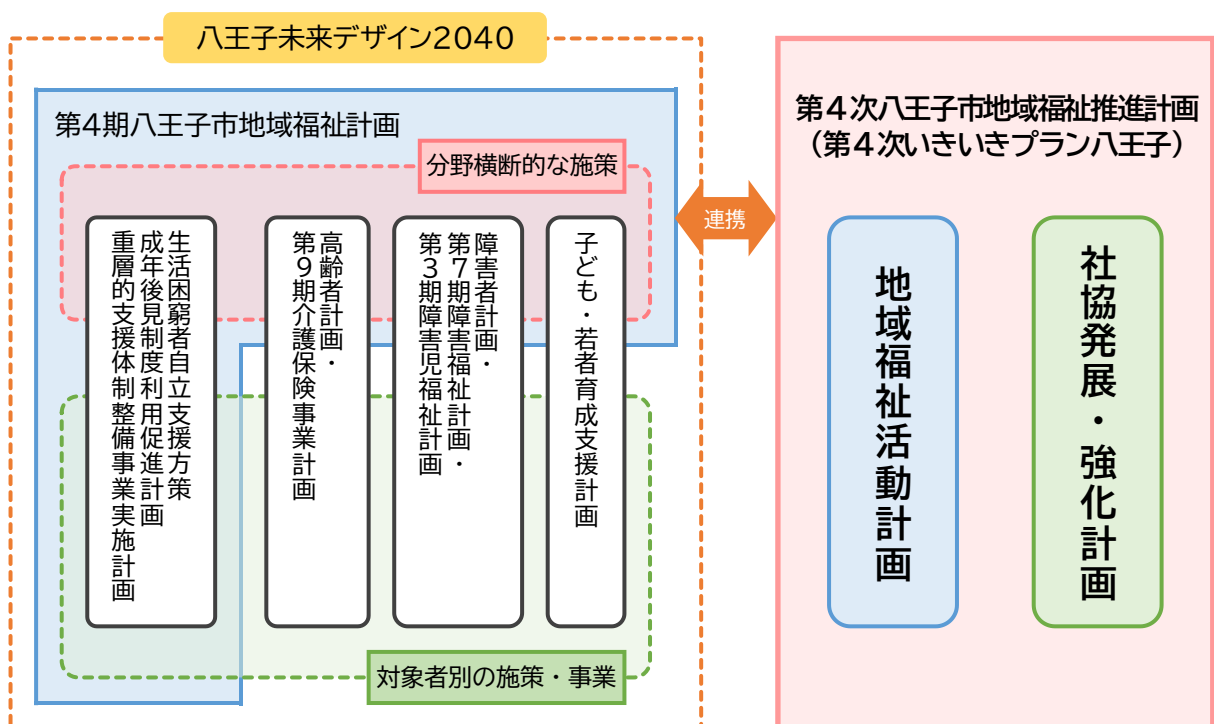 八王子未来デザイン2040
第4期八王子市地域福祉計画
分野横断的な施策
生活困窮者自立支援方策
成年後見制度利用促進計画
重層的支援体制整備事業実施計画
高齢者計画・
第9期介護保険事業計画
障害者計画・
第7期障害福祉計画・
第3期障害児福祉計画
子ども・若者育成支援計画
対象者別の施策・事業
連携
第4次八王子市地域福祉推進計画
（第4次いきいきプラン八王子）
地域福祉活動計画
社協発展・強化計画